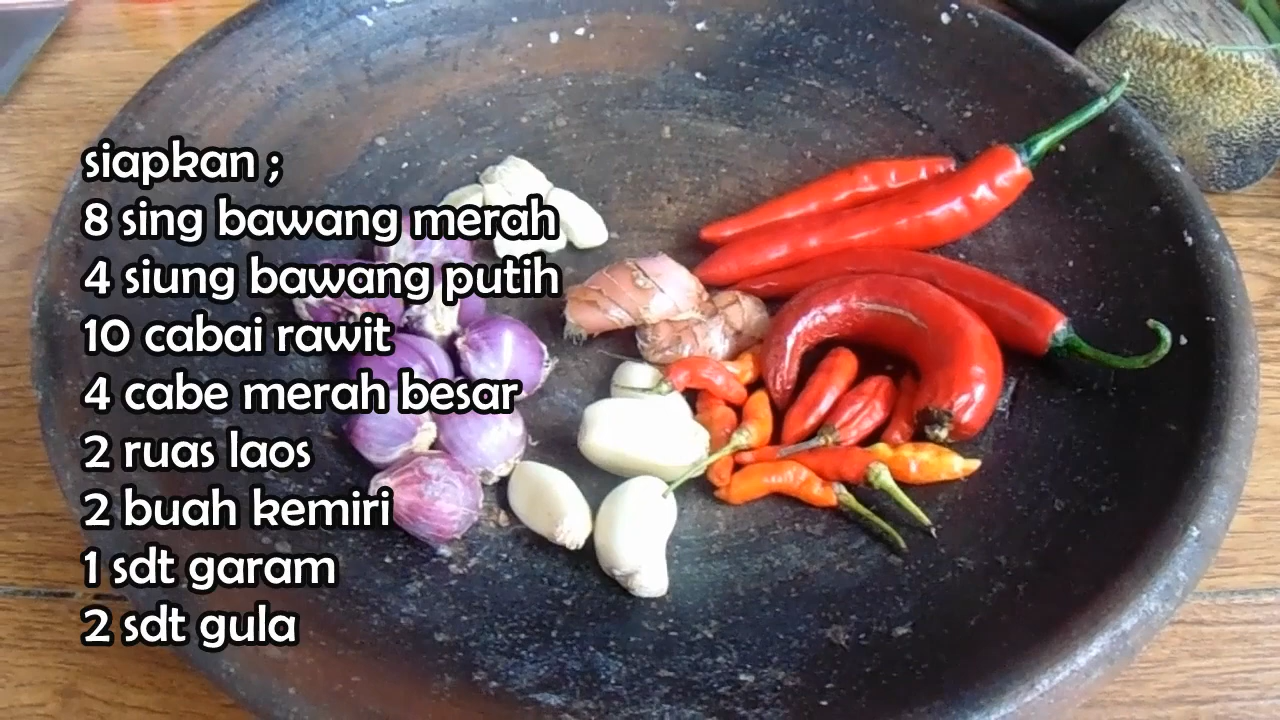 siapkan ;
8 sing bawang merah
4 siung bawang putih
10 cabai rawit
4 cabe merah besar
2 ruas laos
2 buah kemiri
1 sdt garam
2 sdt gula